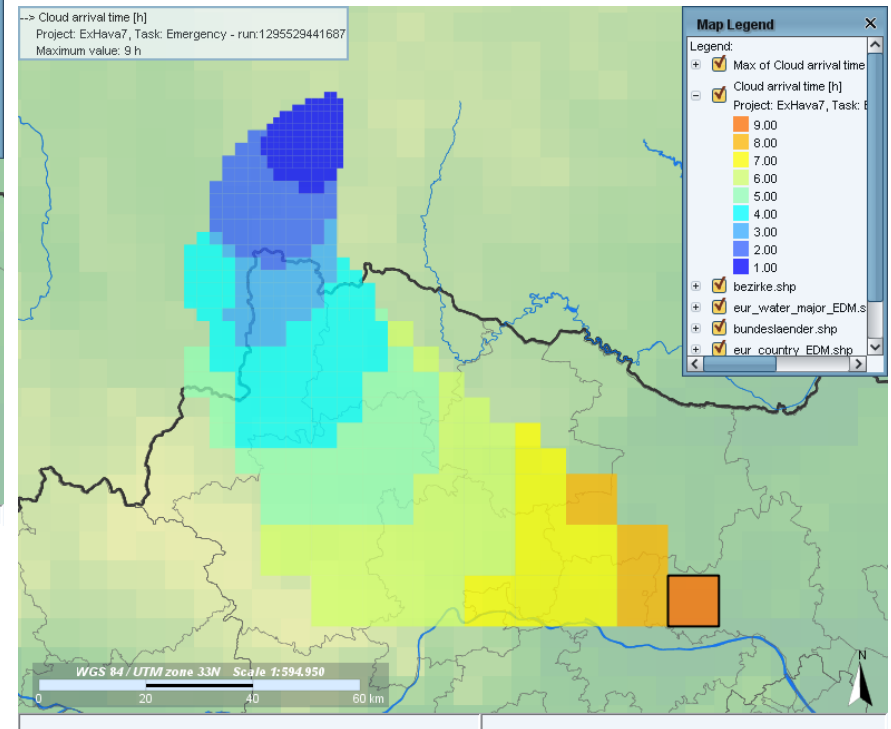 --> Cloud arrival time [h]
Project: ExHava7, Task: Emergency - run:1295529441687
Maximum value: 9 h
Map Legend
Legend:
Max of Cloud arrival time
Cloud arrival time [h]
Project: ExHava7, Task: E
9.00
8.00
7.00
6.00
5.00
4.00
3.00
2.00
1.00
bezirke.shp
eur_water_major_EDM.s
bundeslaender.shp
eur_country_EDM.shp
N
WGS 84 / UTM zone 33N Scale 1:594.950
0 20 40 60 km